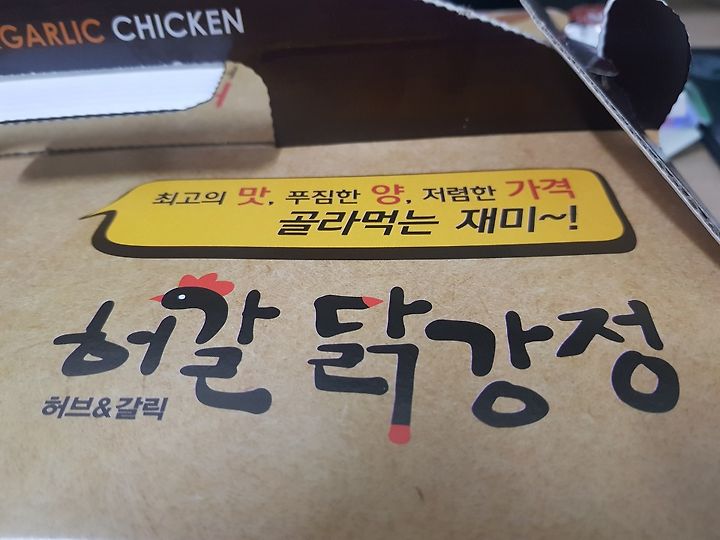 GARLIC CHICKEN
최고의 맛, 푸짐한 양, 저렴한 가격
골라먹는 재미~!
허갈 닭강정
허브&갈릭